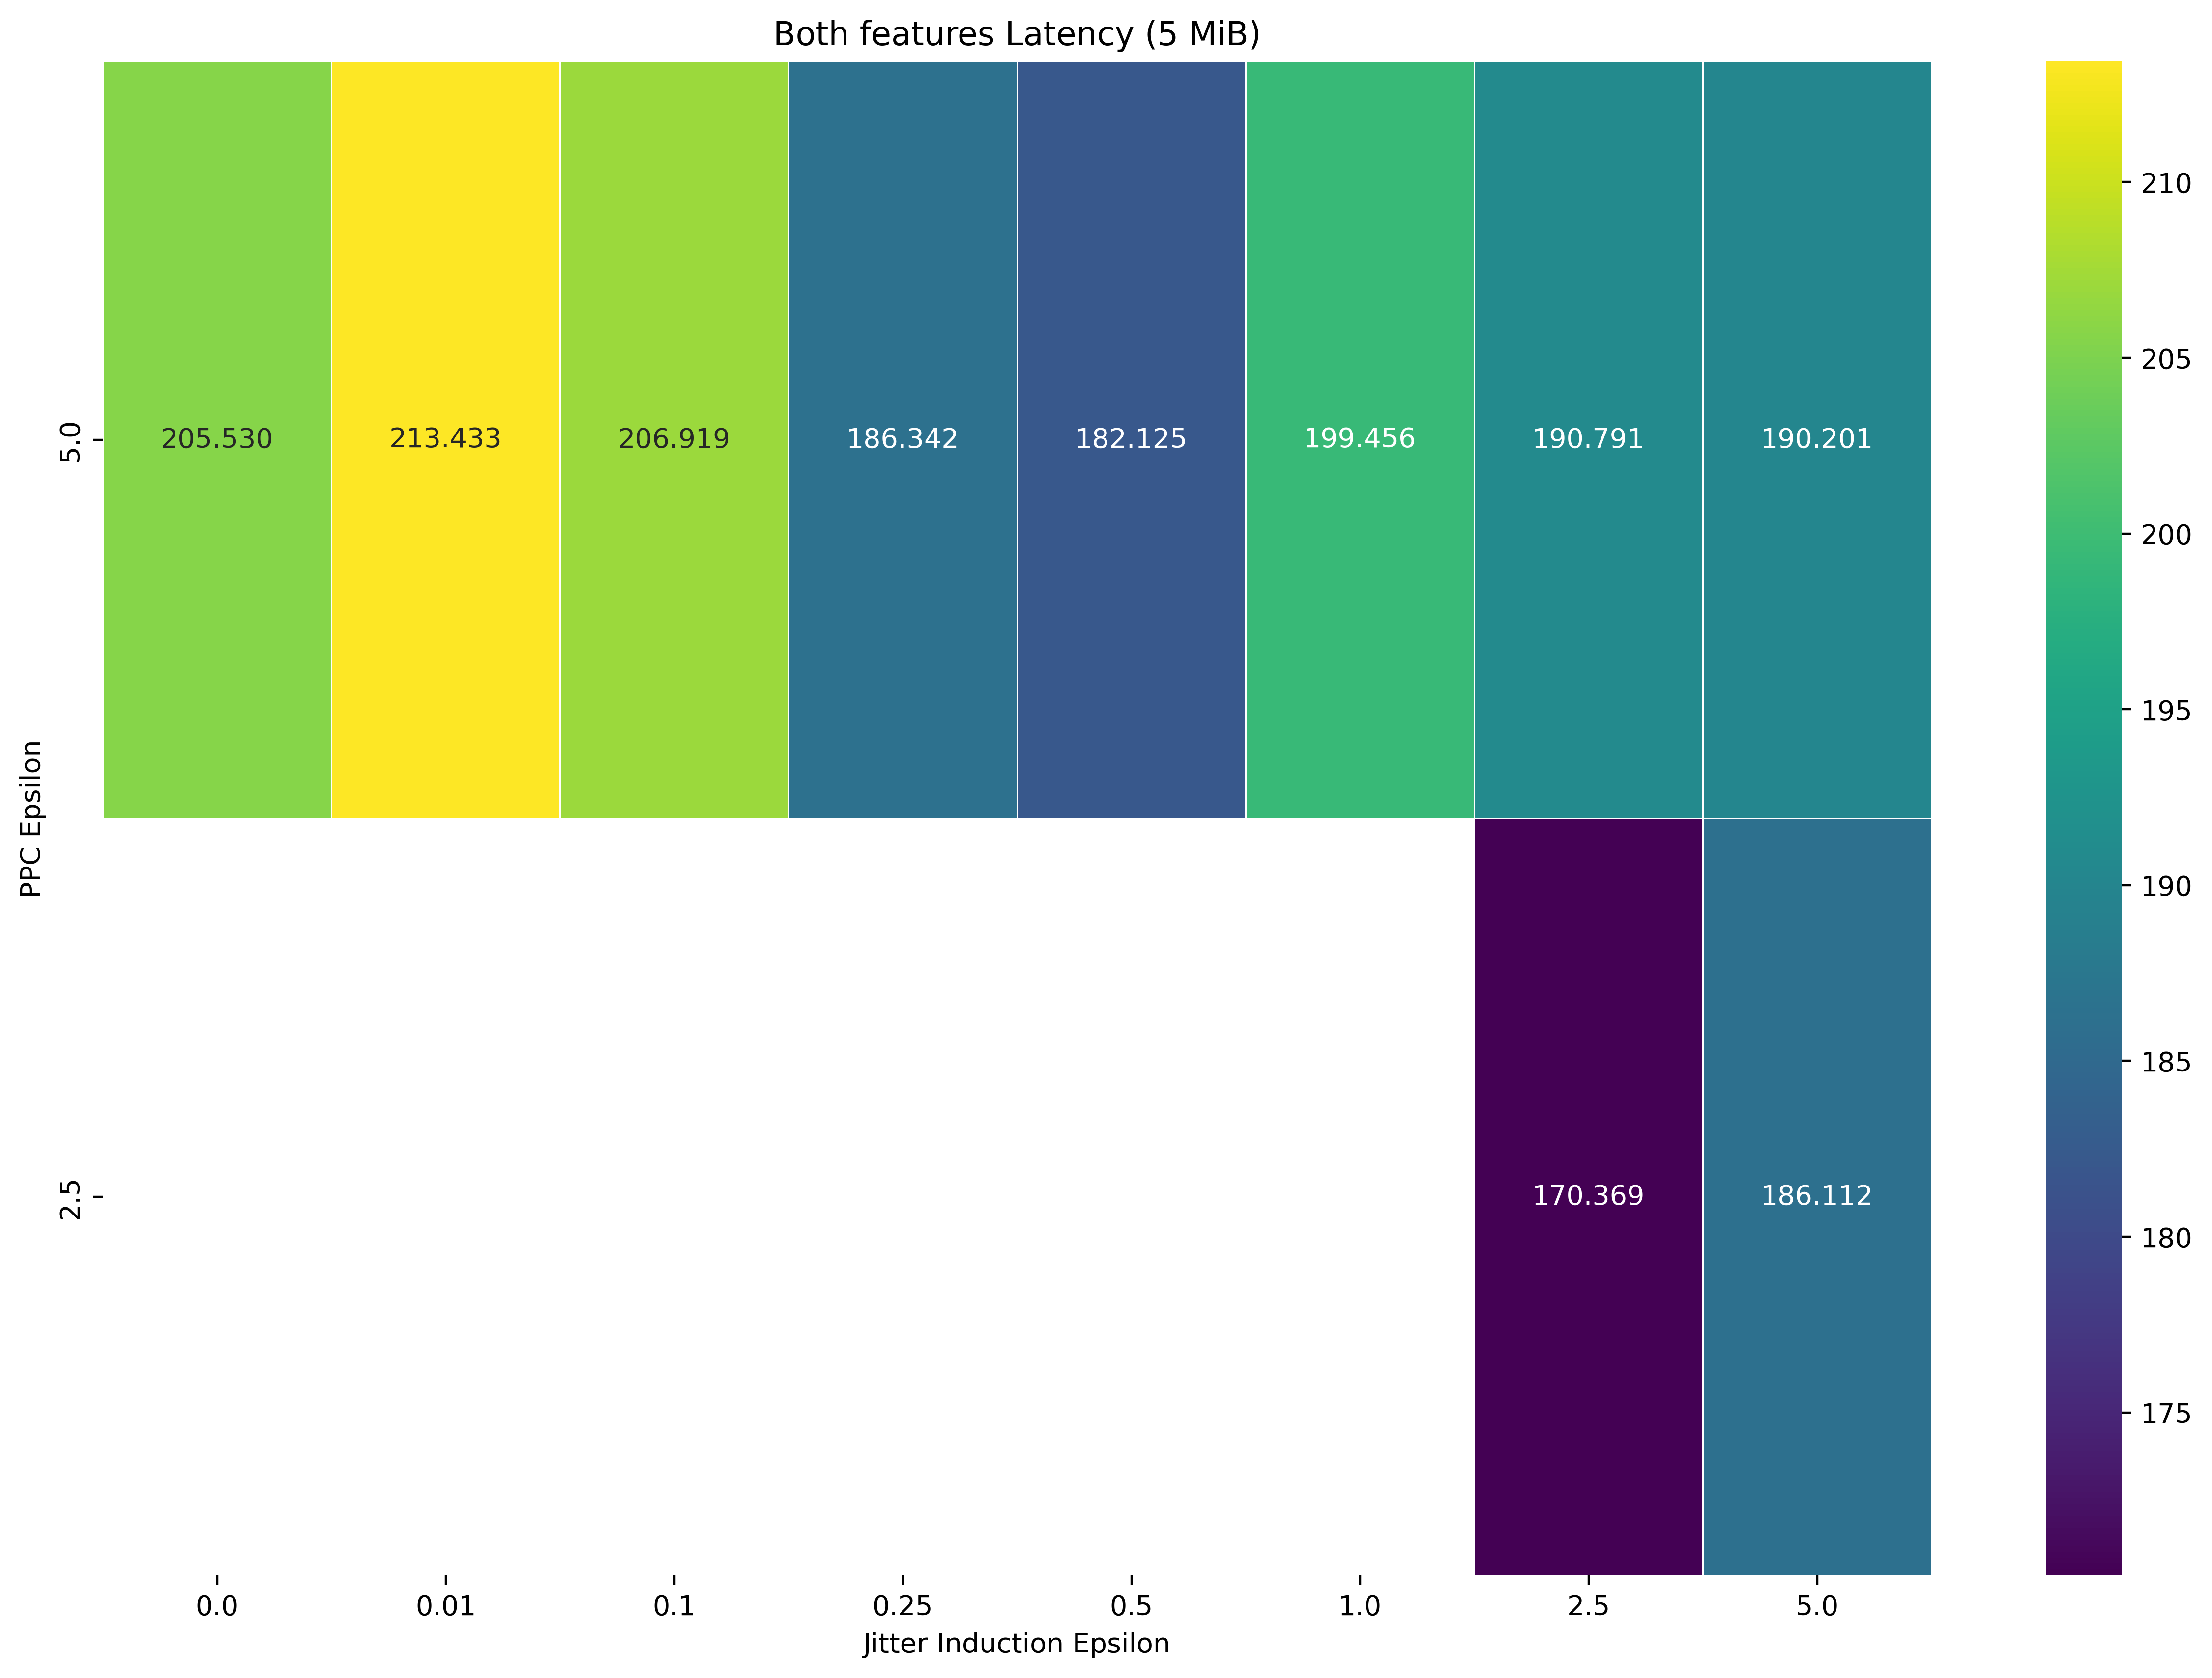 Both features Latency (5 MiB)
PPC Epsilon
5.0
205.530 213.433 206.919 186.342 182.125 199.456 190.791 190.201
2.5
170.369 186.112
0.0 0.01 0.1 0.25 0.5 1.0 2.5 5.0
Jitter Induction Epsilon
210
205
200
195
190
185
180
175